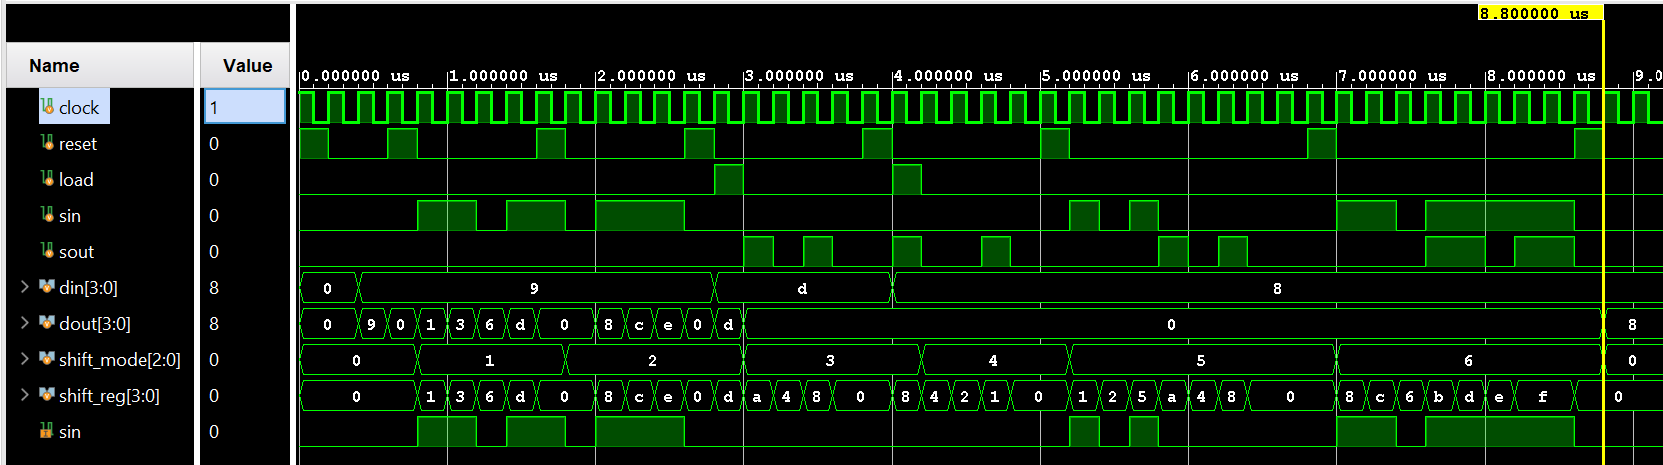 8.800000 us
Name Value 0.000000 us 1.000000 us 2.000000 us 3.000000 us 4.000000 us 5.000000 us 6.000000 us 7.000000 us 8.000000 us 9.0
clock 1
reset 0
load 0
sin 0
sout 0
din[3:0] 8 0 9 d 8
dout[3:0] 8 0 9 0 1 3 6 d 0 8 c e 0 d 0 8
shift_mode[2:0] 0 0 1 2 3 4 5 6 0
shift_reg[3:0] 0 0 1 3 6 d 0 8 c e 0 d a 4 8 0 8 4 2 1 0 1 2 5 a 4 8 0 8 c 6 b d e f 0
sin 0